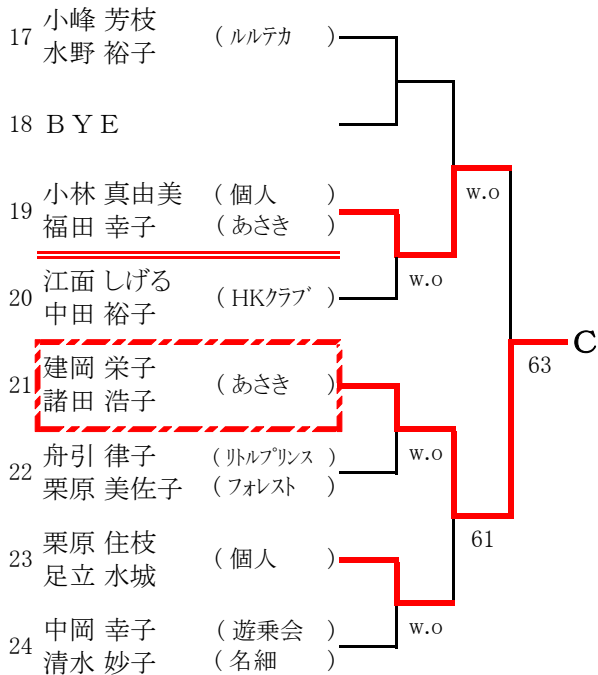 17 小峰 芳枝 水野 裕子 ( ルルテカ )
18 ＢＹＥ
w.o
19 小林 真由美 ( 個人 )
福田 幸子 ( あさき )
w.o
20 江面 しげる 中田 裕子 ( HKクラブ )
C
63
21 建岡 栄子 諸田 浩子 ( あさき )
w.o
22 舟引 律子 ( リトルプリンス )
栗原 美佐子 ( フォレスト )
61
23 栗原 住枝 足立 水城 ( 個人 )
w.o
24 中岡 幸子 ( 遊乗会 )
清水 妙子 ( 名細 )